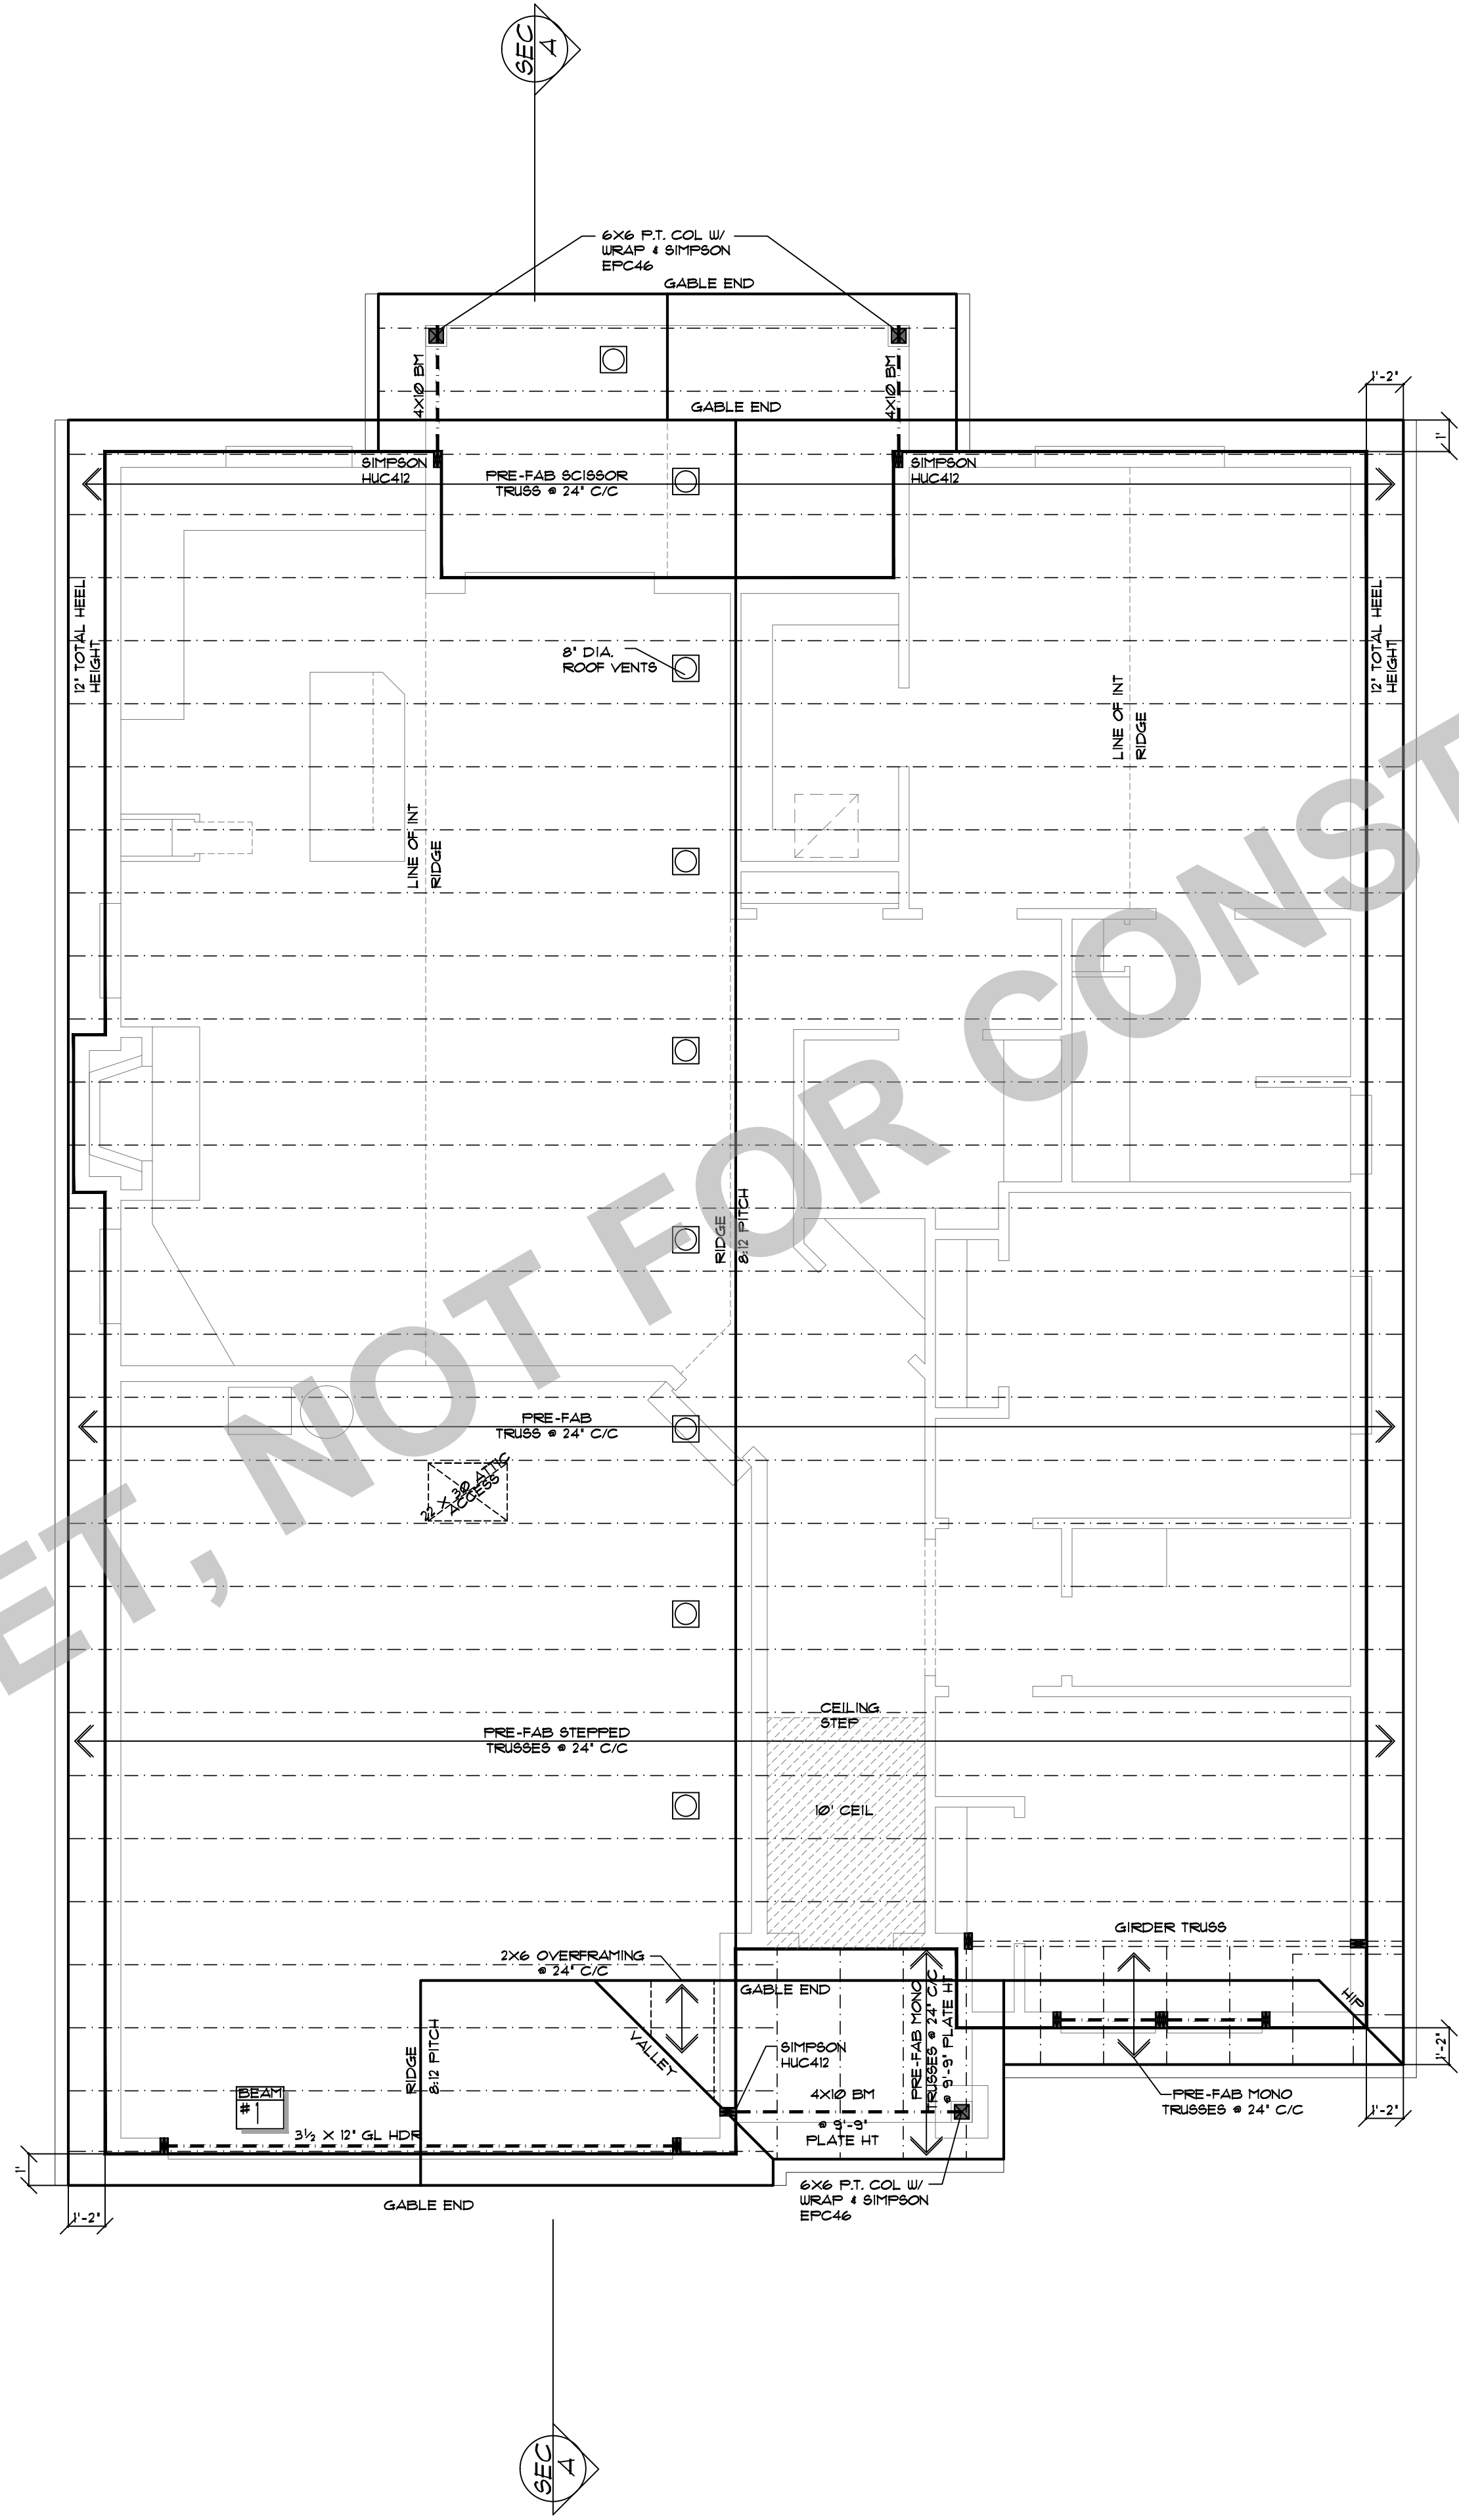 SEC
A
6X6 P.T. COL W/
WRAP & SIMPSON
EPC46
GABLE END
4X10 BM
4X10 BM
1'-2"
1'
GABLE END
SIMPSON
HUC412
PRE-FAB SCISSOR
TRUSS @ 24" C/C
SIMPSON
HUC412
12" TOTAL HEEL
HEIGHT
12" TOTAL HEEL
HEIGHT
8" DIA.
ROOF VENTS
LINE OF INT
RIDGE
LINE OF INT
RIDGE
RIDGE
8:12 PITCH
ET, NOT FOR CONST
PRE-FAB
TRUSS @ 24" C/C
22 X 30 ATTIC
ACCESS
CEILING
STEP
PRE-FAB STEPPED
TRUSSES @ 24" C/C
10' CEIL
GIRDER TRUSS
2X6 OVERFRAMING
@ 24" C/C
GABLE END
HIP
VALLEY
RIDGE
8:12 PITCH
PRE-FAB MONO
TRUSSES @ 24" C/C
@ 9'-9" PLATE HT
SIMPSON
HUC412
1'-2"
BEAM
# 1
4X10 BM
@ 9'-9"
PLATE HT
PRE-FAB MONO
TRUSSES @ 24" C/C
1'-2"
3½ X 12" GL HDR
1'
1'-2"
GABLE END
6X6 P.T. COL W/
WRAP & SIMPSON
EPC46
SEC
A